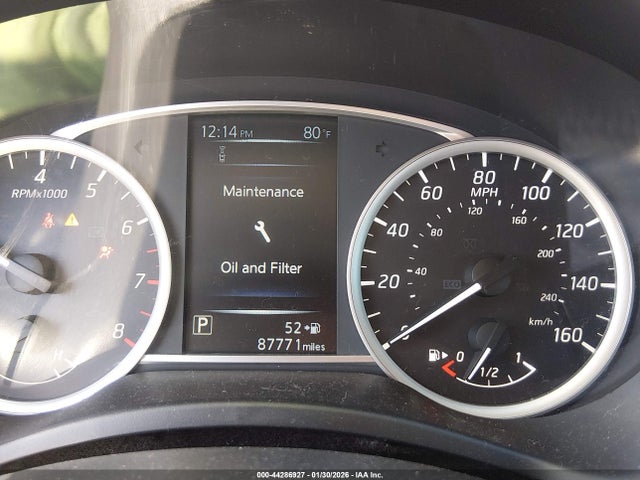 12:14 PM 80°F
Maintenance
Oil and Filter
P 52
87771 miles
4 5 6 7 8
RPMx1000
H
0 20 40 60 80 100 120 140 160
MPH
40 80 120 160 200 240
km/h
ECO
0 1/2 1
000-44286927 - 01/30/2026 - IAA Inc.